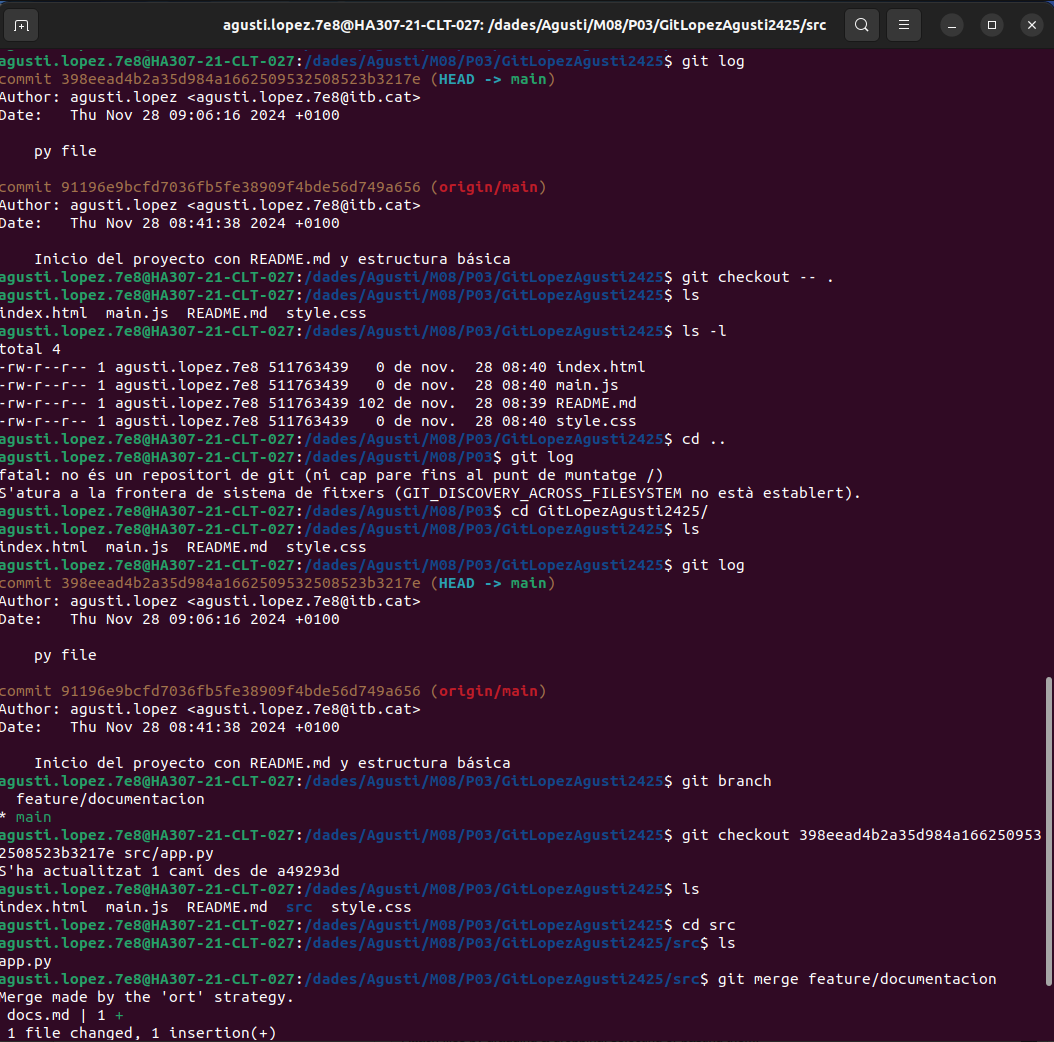 agusti.lopez.7e8@HA307-21-CLT-027: /dades/Agusti/M08/P03/GitLopezAgusti2425/src
agusti.lopez.7e8@HA307-21-CLT-027:/dades/Agusti/M08/P03/GitLopezAgusti2425$ git log
commit 398eead4b2a35d984a1662509532508523b3217e (HEAD -> main)
Author: agusti.lopez <agusti.lopez.7e8@itb.cat>
Date:   Thu Nov 28 09:06:16 2024 +0100
    py file
commit 91196e9bcfd7036fb5fe38909f4bde56d749a656 (origin/main)
Author: agusti.lopez <agusti.lopez.7e8@itb.cat>
Date:   Thu Nov 28 08:41:38 2024 +0100
    Inicio del proyecto con README.md y estructura básica
agusti.lopez.7e8@HA307-21-CLT-027:/dades/Agusti/M08/P03/GitLopezAgusti2425$ git checkout -- .
agusti.lopez.7e8@HA307-21-CLT-027:/dades/Agusti/M08/P03/GitLopezAgusti2425$ ls
index.html  main.js  README.md  style.css
agusti.lopez.7e8@HA307-21-CLT-027:/dades/Agusti/M08/P03/GitLopezAgusti2425$ ls -l
total 4
-rw-r--r-- 1 agusti.lopez.7e8 511763439   0 de nov.  28 08:40 index.html
-rw-r--r-- 1 agusti.lopez.7e8 511763439   0 de nov.  28 08:40 main.js
-rw-r--r-- 1 agusti.lopez.7e8 511763439 102 de nov.  28 08:39 README.md
-rw-r--r-- 1 agusti.lopez.7e8 511763439   0 de nov.  28 08:40 style.css
agusti.lopez.7e8@HA307-21-CLT-027:/dades/Agusti/M08/P03/GitLopezAgusti2425$ cd ..
agusti.lopez.7e8@HA307-21-CLT-027:/dades/Agusti/M08/P03$ git log
fatal: no és un repositori de git (ni cap pare fins al punt de muntatge /)
S'atura a la frontera de sistema de fitxers (GIT_DISCOVERY_ACROSS_FILESYSTEM no està establert).
agusti.lopez.7e8@HA307-21-CLT-027:/dades/Agusti/M08/P03$ cd GitLopezAgusti2425/
agusti.lopez.7e8@HA307-21-CLT-027:/dades/Agusti/M08/P03/GitLopezAgusti2425$ ls
index.html  main.js  README.md  style.css
agusti.lopez.7e8@HA307-21-CLT-027:/dades/Agusti/M08/P03/GitLopezAgusti2425$ git log
commit 398eead4b2a35d984a1662509532508523b3217e (HEAD -> main)
Author: agusti.lopez <agusti.lopez.7e8@itb.cat>
Date:   Thu Nov 28 09:06:16 2024 +0100
    py file
commit 91196e9bcfd7036fb5fe38909f4bde56d749a656 (origin/main)
Author: agusti.lopez <agusti.lopez.7e8@itb.cat>
Date:   Thu Nov 28 08:41:38 2024 +0100
    Inicio del proyecto con README.md y estructura básica
agusti.lopez.7e8@HA307-21-CLT-027:/dades/Agusti/M08/P03/GitLopezAgusti2425$ git branch
  feature/documentacion
* main
agusti.lopez.7e8@HA307-21-CLT-027:/dades/Agusti/M08/P03/GitLopezAgusti2425$ git checkout 398eead4b2a35d984a166250953
2508523b3217e src/app.py
S'ha actualitzat 1 camí des de a49293d
agusti.lopez.7e8@HA307-21-CLT-027:/dades/Agusti/M08/P03/GitLopezAgusti2425$ ls
index.html  main.js  README.md  src  style.css
agusti.lopez.7e8@HA307-21-CLT-027:/dades/Agusti/M08/P03/GitLopezAgusti2425$ cd src
agusti.lopez.7e8@HA307-21-CLT-027:/dades/Agusti/M08/P03/GitLopezAgusti2425/src$ ls
app.py
agusti.lopez.7e8@HA307-21-CLT-027:/dades/Agusti/M08/P03/GitLopezAgusti2425/src$ git merge feature/documentacion
Merge made by the 'ort' strategy.
 docs.md | 1 +
 1 file changed, 1 insertion(+)